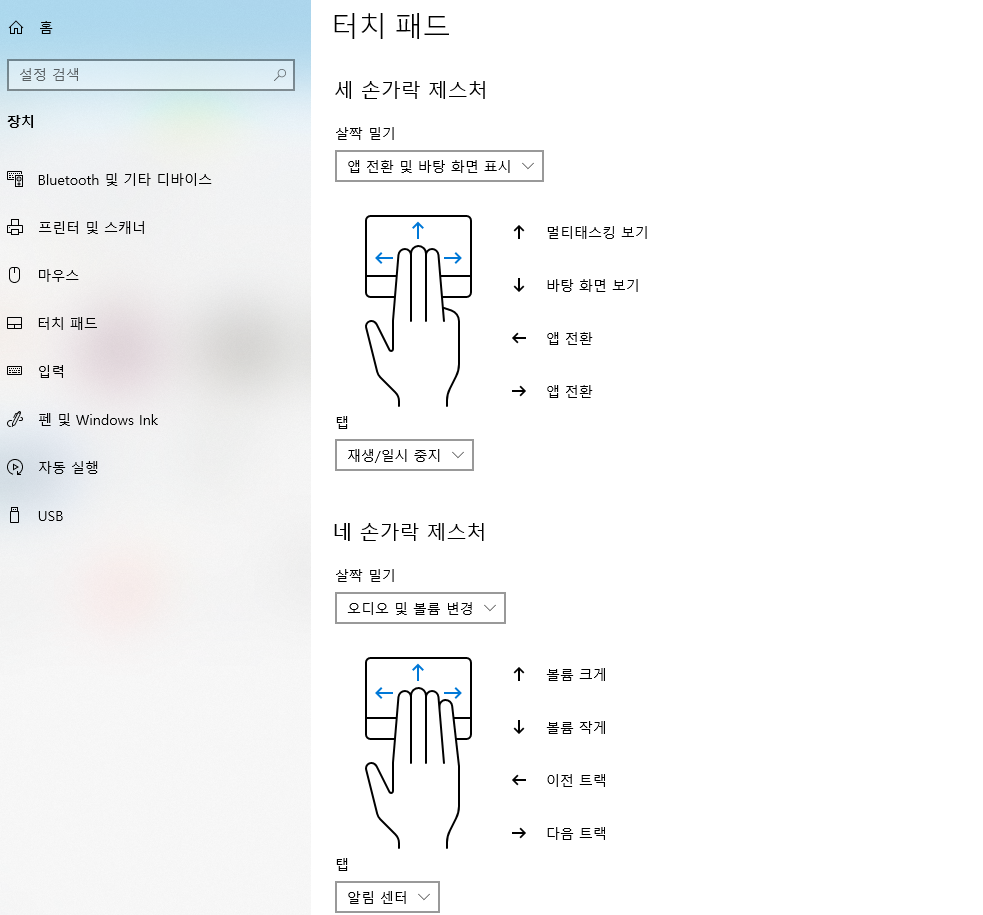 홈
설정 검색
장치
Bluetooth 및 기타 디바이스
프린터 및 스캐너
마우스
터치 패드
입력
펜 및 Windows Ink
자동 실행
USB
터치 패드
세 손가락 제스처
살짝 밀기
앱 전환 및 바탕 화면 표시
멀티태스킹 보기
바탕 화면 보기
앱 전환
앱 전환
탭
재생/일시 중지
네 손가락 제스처
살짝 밀기
오디오 및 볼륨 변경
볼륨 크게
볼륨 작게
이전 트랙
다음 트랙
탭
알림 센터